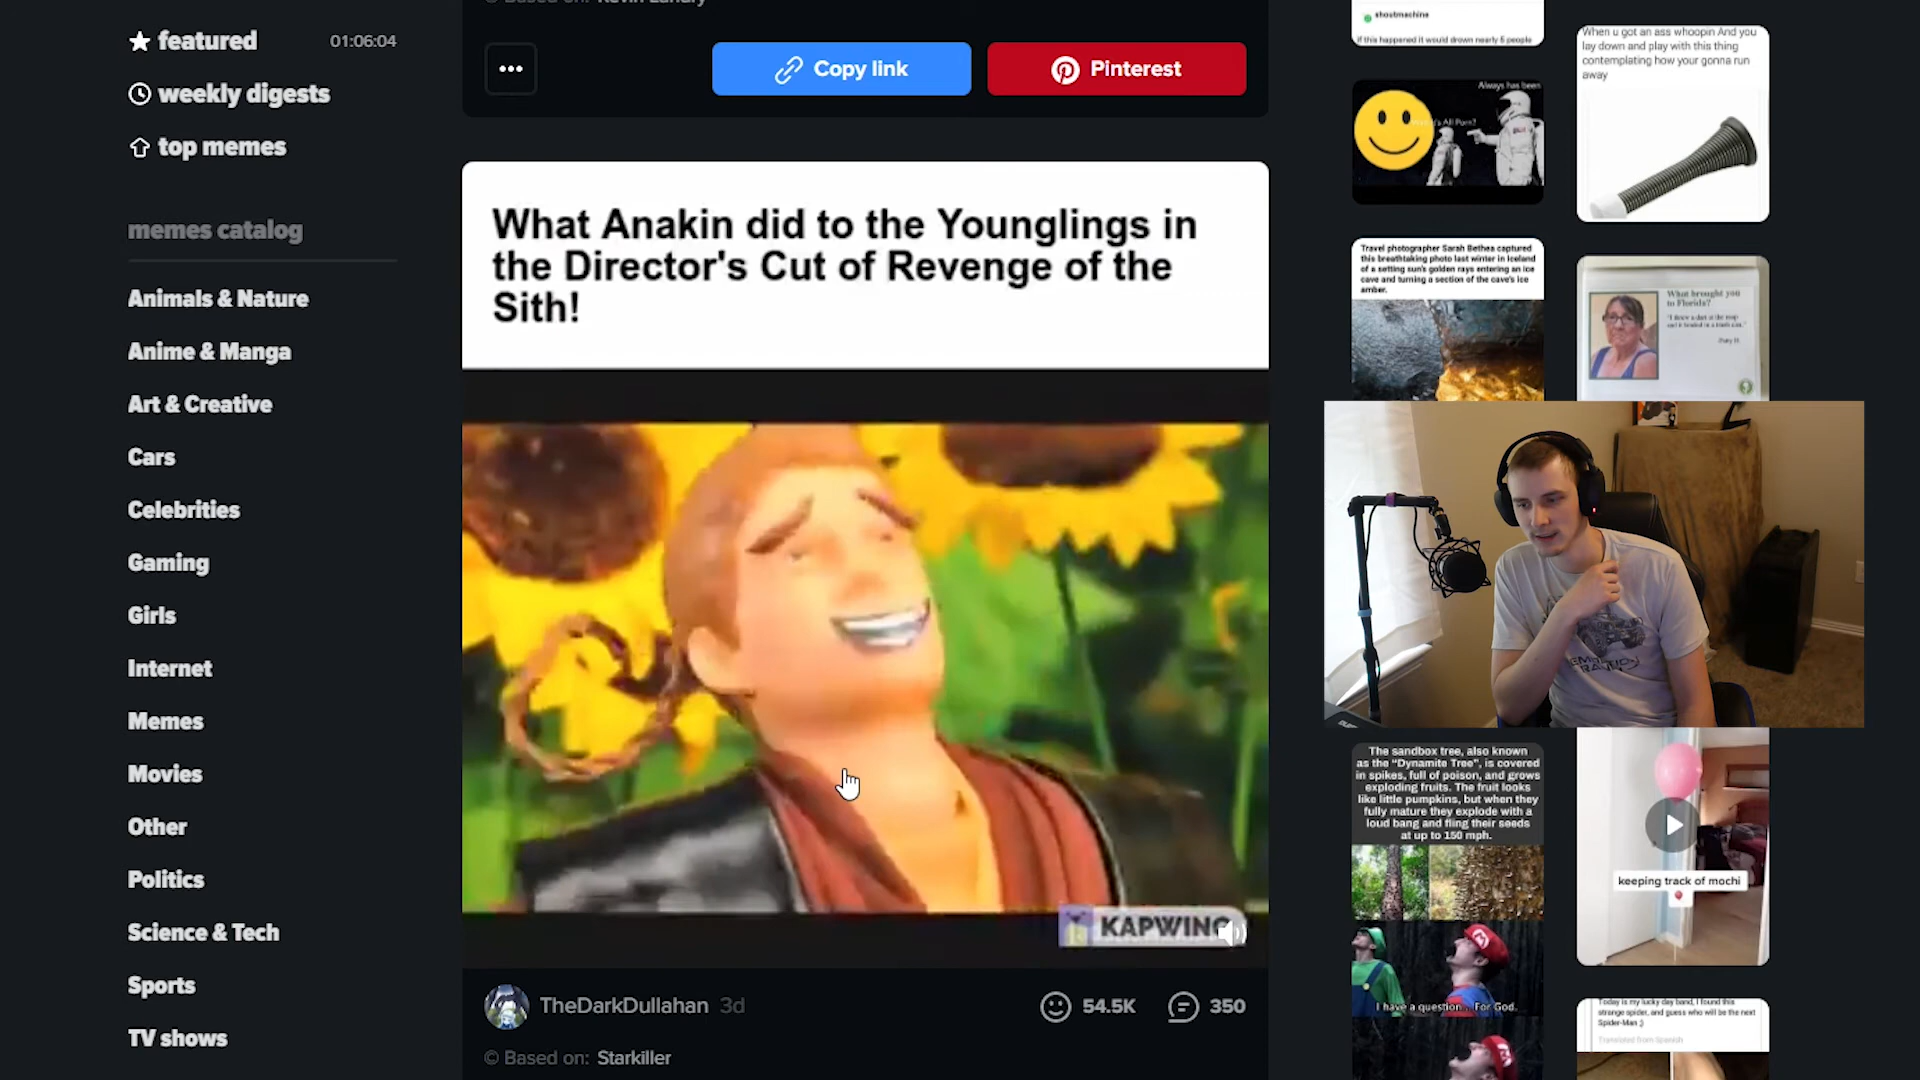 featured
01:06:04
weekly digests
top memes
memes catalog
Animals & Nature
Anime & Manga
Art & Creative
Cars
Celebrities
Gaming
Girls
Internet
Memes
Movies
Other
Politics
Science & Tech
Sports
TV shows
Copy link
Pinterest
What Anakin did to the Younglings in
the Director's Cut of Revenge of the
Sith!
KAPWING
TheDarkDullahan 3d
54.5K
350
© Based on: Starkiller
shoutmachine
If this happened it would drown nearly 5 people
Always has been
Travel photographer Sarah Bethea captured
this breathtaking photo last winter in Iceland
of a setting sun's golden rays entering an ice
cave and turning a section of the cave's ice
amber.
The sandbox tree, also known
as the "Dynamite Tree", is covered
in spikes, full of poison, and grows
exploding fruits. The fruit looks
like little pumpkins, but when they
fully mature they explode with a
loud bang and fling their seeds
at up to 150 mph.
I have a question. For God.
When u got an ass whoopin And you
lay down and play with this thing
contemplating how your gonna run
away
What brought you
to Florida?
keeping track of mochi
Today is my lucky day band, I found this
strange spider, and guess who will be the next
Spider-Man ;)
Translated from Spanish